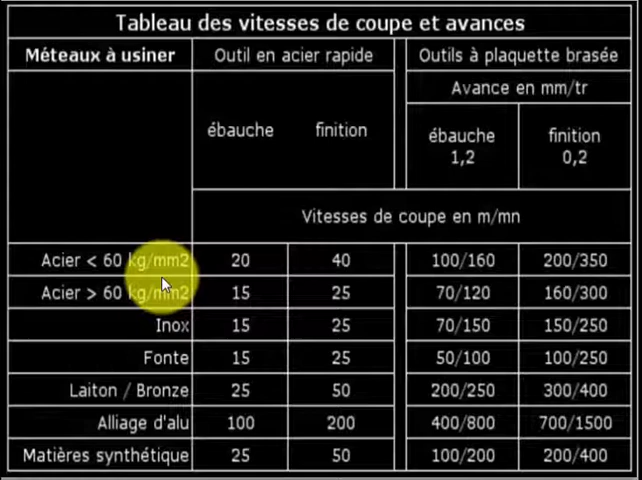 Tableau des vitesses de coupe et avances
Méteaux à usiner Outil en acier rapide Outils à plaquette brasée
Avance en mm/tr
ébauche finition ébauche 1,2 finition 0,2
Vitesses de coupe en m/mn
Acier < 60 kg/mm2 20 40 100/160 200/350
Acier > 60 kg/mm2 15 25 70/120 160/300
Inox 15 25 70/150 150/250
Fonte 15 25 50/100 100/250
Laiton / Bronze 25 50 200/250 300/400
Alliage d'alu 100 200 400/800 700/1500
Matières synthétique 25 50 100/200 200/400